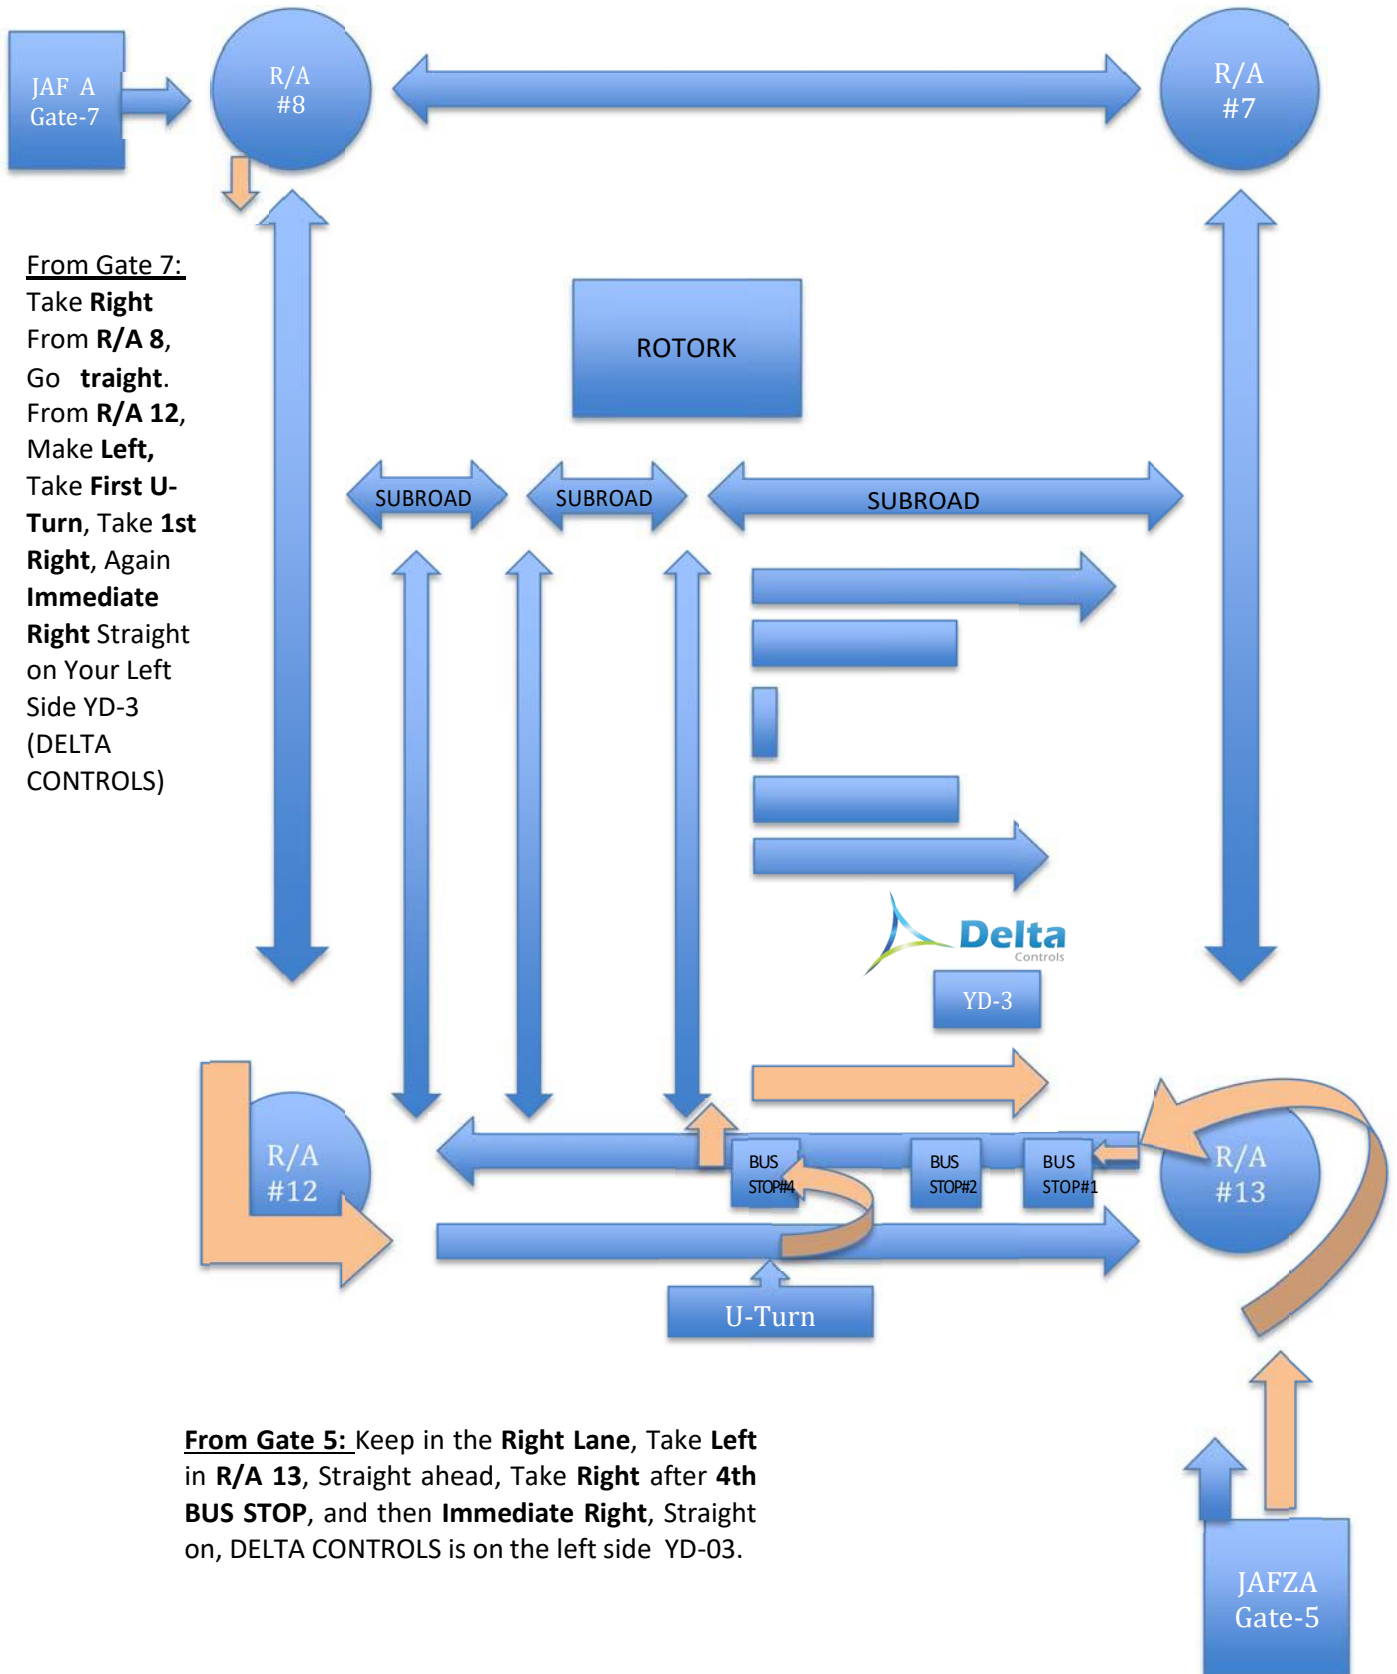 JAF A
Gate-7
R/A
#8
R/A
#7
From Gate 7:
Take Right
From R/A 8,
Go traight.
From R/A 12,
Make Left,
Take First U-
Turn, Take 1st
Right, Again
Immediate
Right Straight
on Your Left
Side YD-3
(DELTA
CONTROLS)
ROTORK
SUBROAD
SUBROAD
SUBROAD
Delta
Controls
YD-3
R/A
#12
BUS
STOP#4
BUS
STOP#2
BUS
STOP#1
R/A
#13
U-Turn
From Gate 5: Keep in the Right Lane, Take Left
in R/A 13, Straight ahead, Take Right after 4th
BUS STOP, and then Immediate Right, Straight
on, DELTA CONTROLS is on the left side YD-03.
JAFZA
Gate-5